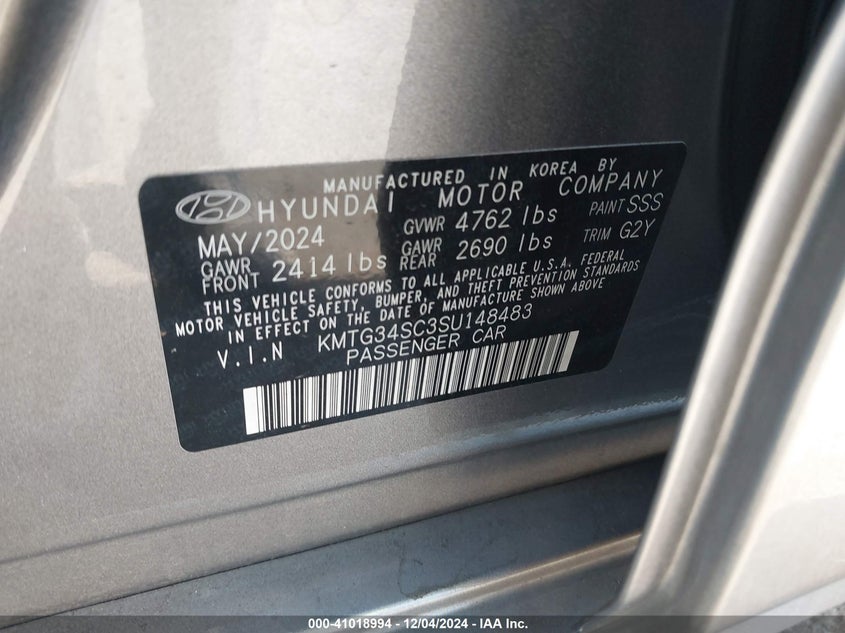 MANUFACTURED IN KOREA BY
HYUNDAI MOTOR COMPANY
MAY/2024 GVWR 4762 lbs PAINT SSS
GAWR FRONT 2414 lbs GAWR REAR 2690 lbs TRIM G2Y
THIS VEHICLE CONFORMS TO ALL APPLICABLE U.S.A. FEDERAL
MOTOR VEHICLE SAFETY, BUMPER, AND THEFT PREVENTION STANDARDS
IN EFFECT ON THE DATE OF MANUFACTURE SHOWN ABOVE
V.I.N KMTG34SC3SU148483
PASSENGER CAR
000-41018994 - 12/04/2024 - IAA Inc.